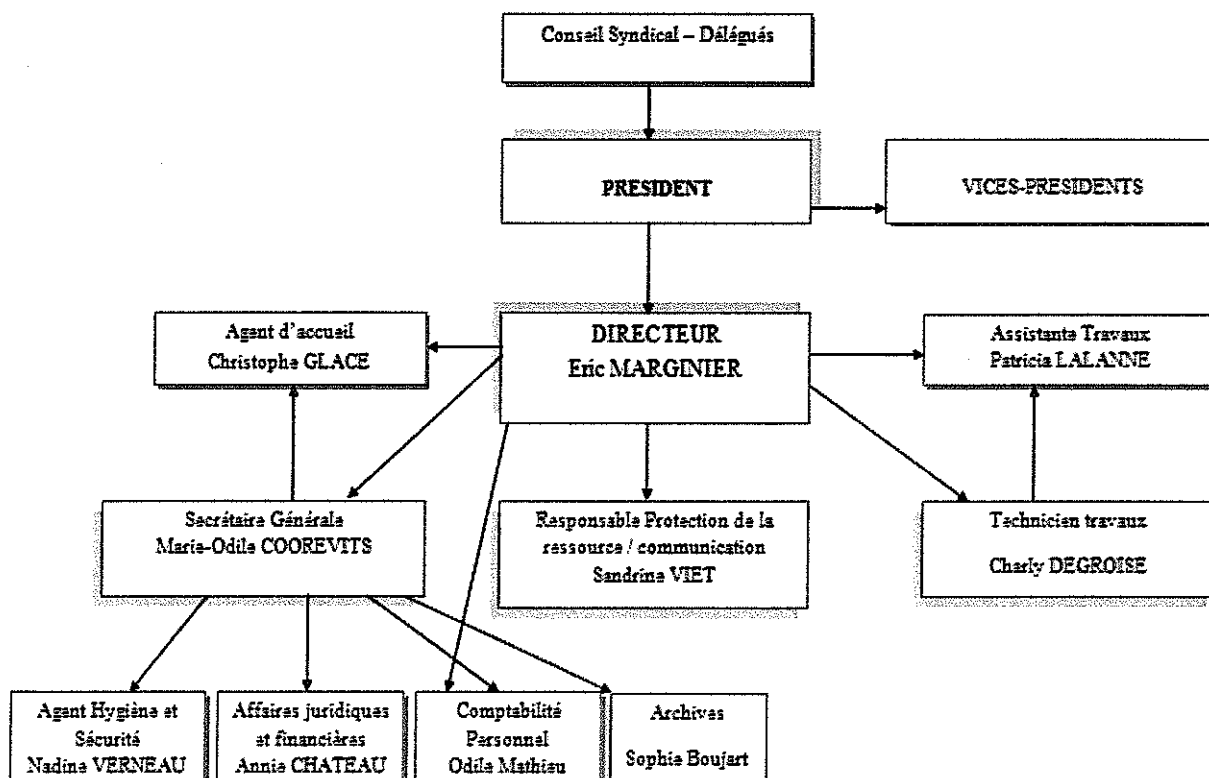 Conseil Syndical – Délégués
PRESIDENT
VICES-PRESIDENTS
Agent d'accueil
Christophe GLACE
DIRECTEUR
Eric MARGINIER
Assistante Travaux
Patricia LALANNE
Secrétaire Générale
Marie-Odile COOREVITS
Responsable Protection de la
ressource / communication
Sandrine VIET
Technicien travaux
Charly DEGROISE
Agent Hygiène et
Sécurité
Nadine VERNEAU
Affaires juridiques
et financières
Annie CHATEAU
Comptabilité
Personnel
Odile Mathieu
Archives
Sophie Boujart